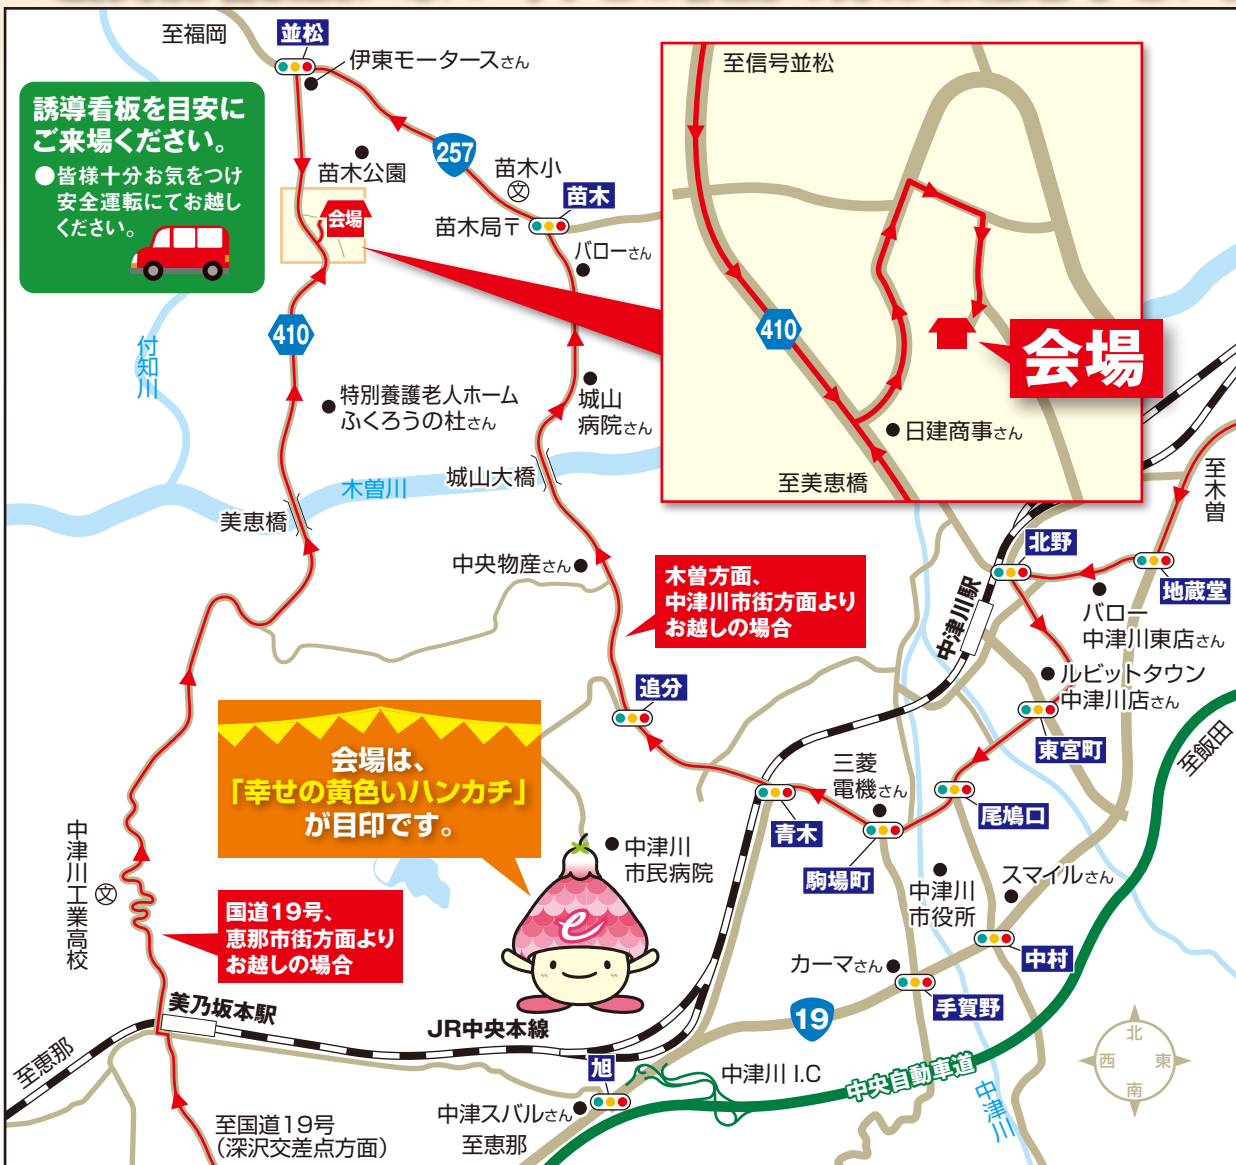 至福岡
並松
伊東モータースさん
誘導看板を目安に
ご来場ください。
●皆様十分お気をつけ
安全運転にてお越し
ください。
苗木公園
257
苗木小
文
苗木
苗木局〒
バローさん
会場
410
付知川
特別養護老人ホーム
ふくろうの杜さん
城山
病院さん
木曽川
城山大橋
美恵橋
中央物産さん
至信号並松
410
会場
日建商事さん
至美恵橋
至木曽
北野
地蔵堂
中津川駅
バロー
中津川東店さん
木曽方面、
中津川市街方面より
お越しの場合
ルビットタウン
中津川店さん
追分
東宮町
至飯田
会場は、
「幸せの黄色いハンカチ」
が目印です。
三菱
電機さん
尾鳩口
青木
駒場町
中津川
市民病院
中津川
市役所
スマイルさん
中津川工業高校
文
国道19号、
恵那市街方面より
お越しの場合
e
中村
カーマさん
手賀野
美乃坂本駅
JR中央本線
19
至恵那
旭
中津川 I.C
中央自動車道
中津川
中津スバルさん
至恵那
至国道19号
(深沢交差点方面)
北
西
東
南